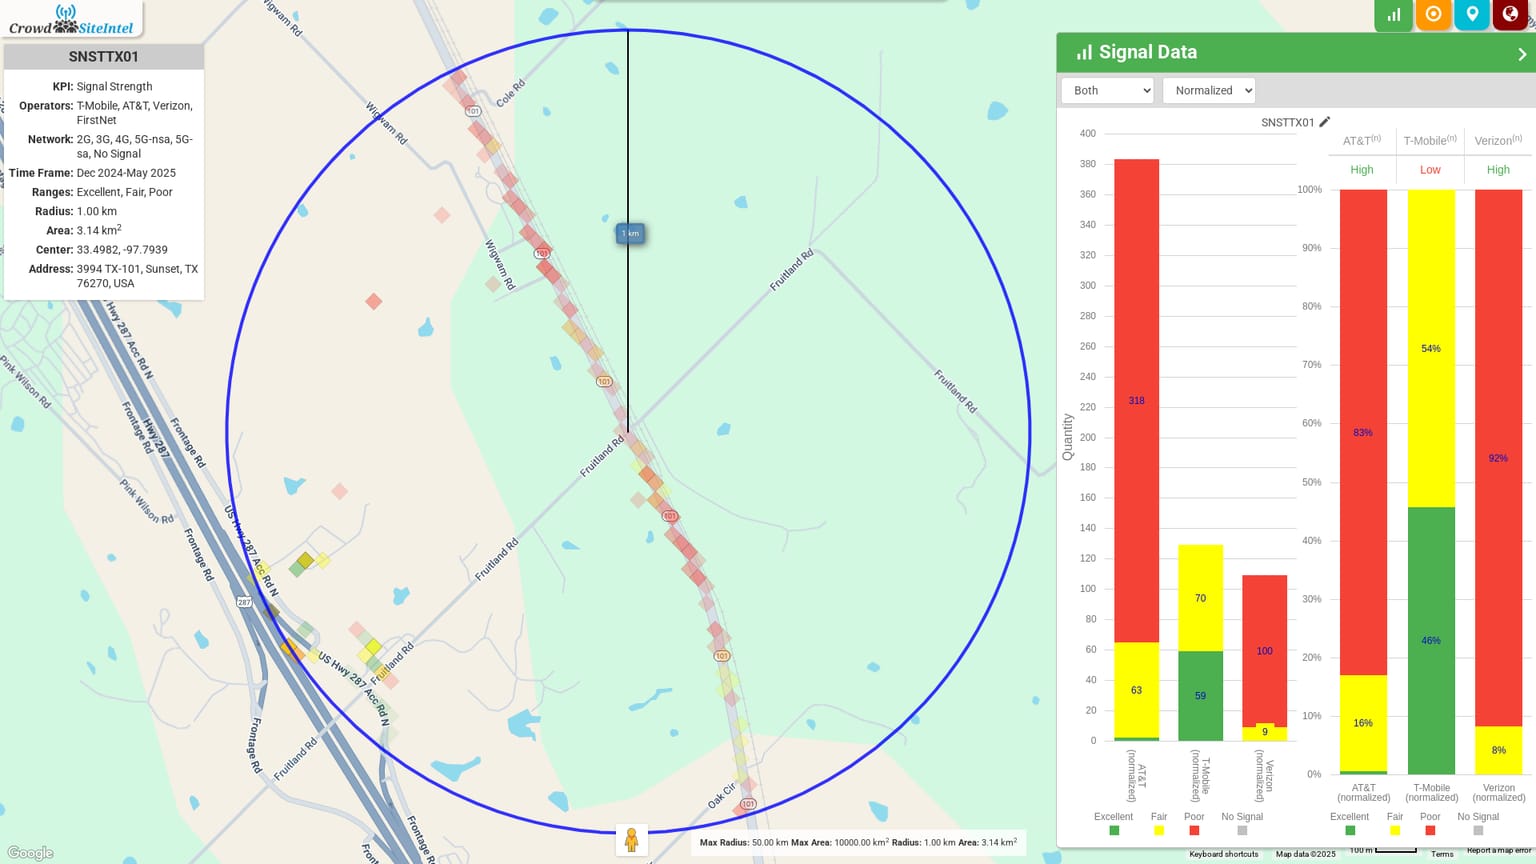 CrowdSiteIntel
SNSTTX01
KPI: Signal Strength
Operators: T-Mobile, AT&T, Verizon,
FirstNet
Network: 2G, 3G, 4G, 5G-nsa, 5G-
sa, No Signal
Time Frame: Dec 2024-May 2025
Ranges: Excellent, Fair, Poor
Radius: 1.00 km
Area: 3.14 km²
Center: 33.4982, -97.7939
Address: 3994 TX-101, Sunset, TX
76270, USA
Wigwam Rd
Cole Rd
101
Wigwam Rd
1 km
Wigwam Rd
101
Fruitland Rd
Hwy 287 Acc Rd N
Pink Wilson Rd
101
Fruitland Rd
Frontage Rd
Hwy 287
Frontage Rd
Fruitland Rd
Pink Wilson Rd
US Hwy 287 Acc Rd N
101
Frontage Rd
Fruitland Rd
287
US Hwy 287 Acc Rd N
Fruitland Rd
101
Frontage Rd
Fruitland Rd
Oak Cir
101
Frontage Rd
Google
Max Radius: 50.00 km Max Area: 10000.00 km² Radius: 1.00 km Area: 3.14 km²
Signal Data
Both
Normalized
SNSTTX01
AT&T(n) T-Mobile(n) Verizon(n)
High Low High
Quantity
400
380
360
340
320
300
280
260
240
220
200
180
160
140
120
100
80
60
40
20
0
318
63
70
59
100
9
AT&T (normalized)
T-Mobile (normalized)
Verizon (normalized)
Excellent Fair Poor No Signal
100%
90%
80%
70%
60%
50%
40%
30%
20%
10%
0%
83%
16%
54%
46%
92%
8%
AT&T (normalized)
T-Mobile (normalized)
Verizon (normalized)
Excellent Fair Poor No Signal
Keyboard shortcuts
Map data ©2025
100 m
Terms
Report a map error